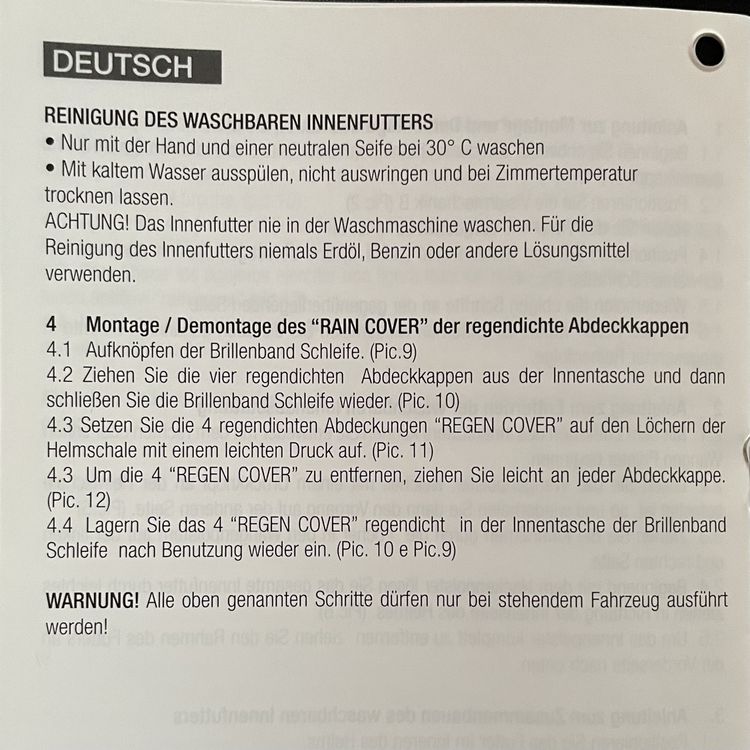 DEUTSCH
REINIGUNG DES WASCHBAREN INNENFUTTERS
• Nur mit der Hand und einer neutralen Seife bei 30° C waschen
• Mit kaltem Wasser ausspülen, nicht auswringen und bei Zimmertemperatur
trocknen lassen.
ACHTUNG! Das Innenfutter nie in der Waschmaschine waschen. Für die
Reinigung des Innenfutters niemals Erdöl, Benzin oder andere Lösungsmittel
verwenden.
4 Montage / Demontage des “RAIN COVER” der regendichte Abdeckkappen
4.1 Aufknöpfen der Brillenband Schleife. (Pic.9)
4.2 Ziehen Sie die vier regendichten Abdeckkappen aus der Innentasche und dann
schließen Sie die Brillenband Schleife wieder. (Pic. 10)
4.3 Setzen Sie die 4 regendichten Abdeckungen “REGEN COVER” auf den Löchern der
Helmschale mit einem leichten Druck auf. (Pic. 11)
4.3 Um die 4 “REGEN COVER” zu entfernen, ziehen Sie leicht an jeder Abdeckkappe.
(Pic. 12)
4.4 Lagern Sie das 4 “REGEN COVER” regendicht in der Innentasche der Brillenband
Schleife nach Benutzung wieder ein. (Pic. 10 e Pic.9)
WARNUNG! Alle oben genannten Schritte dürfen nur bei stehendem Fahrzeug ausführt
werden!